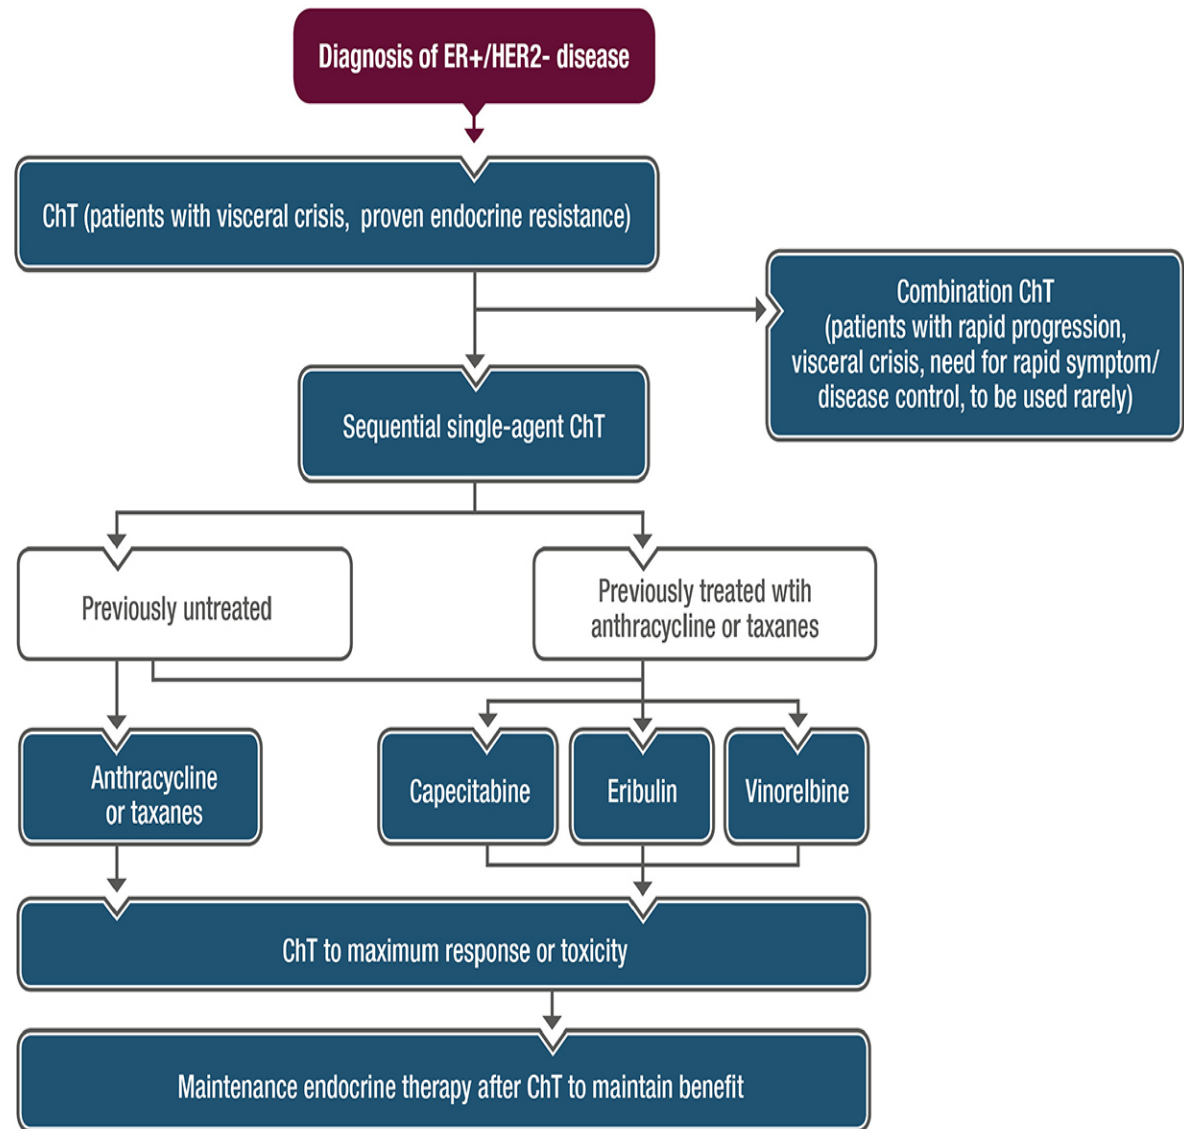 Diagnosis of ER+/HER2- disease
ChT (patients with visceral crisis, proven endocrine resistance)
Combination ChT
(patients with rapid progression,
visceral crisis, need for rapid symptom/
disease control, to be used rarely)
Sequential single-agent ChT
Previously untreated
Previously treated wtih
anthracycline or taxanes
Anthracycline
or taxanes
Capecitabine
Eribulin
Vinorelbine
ChT to maximum response or toxicity
Maintenance endocrine therapy after ChT to maintain benefit